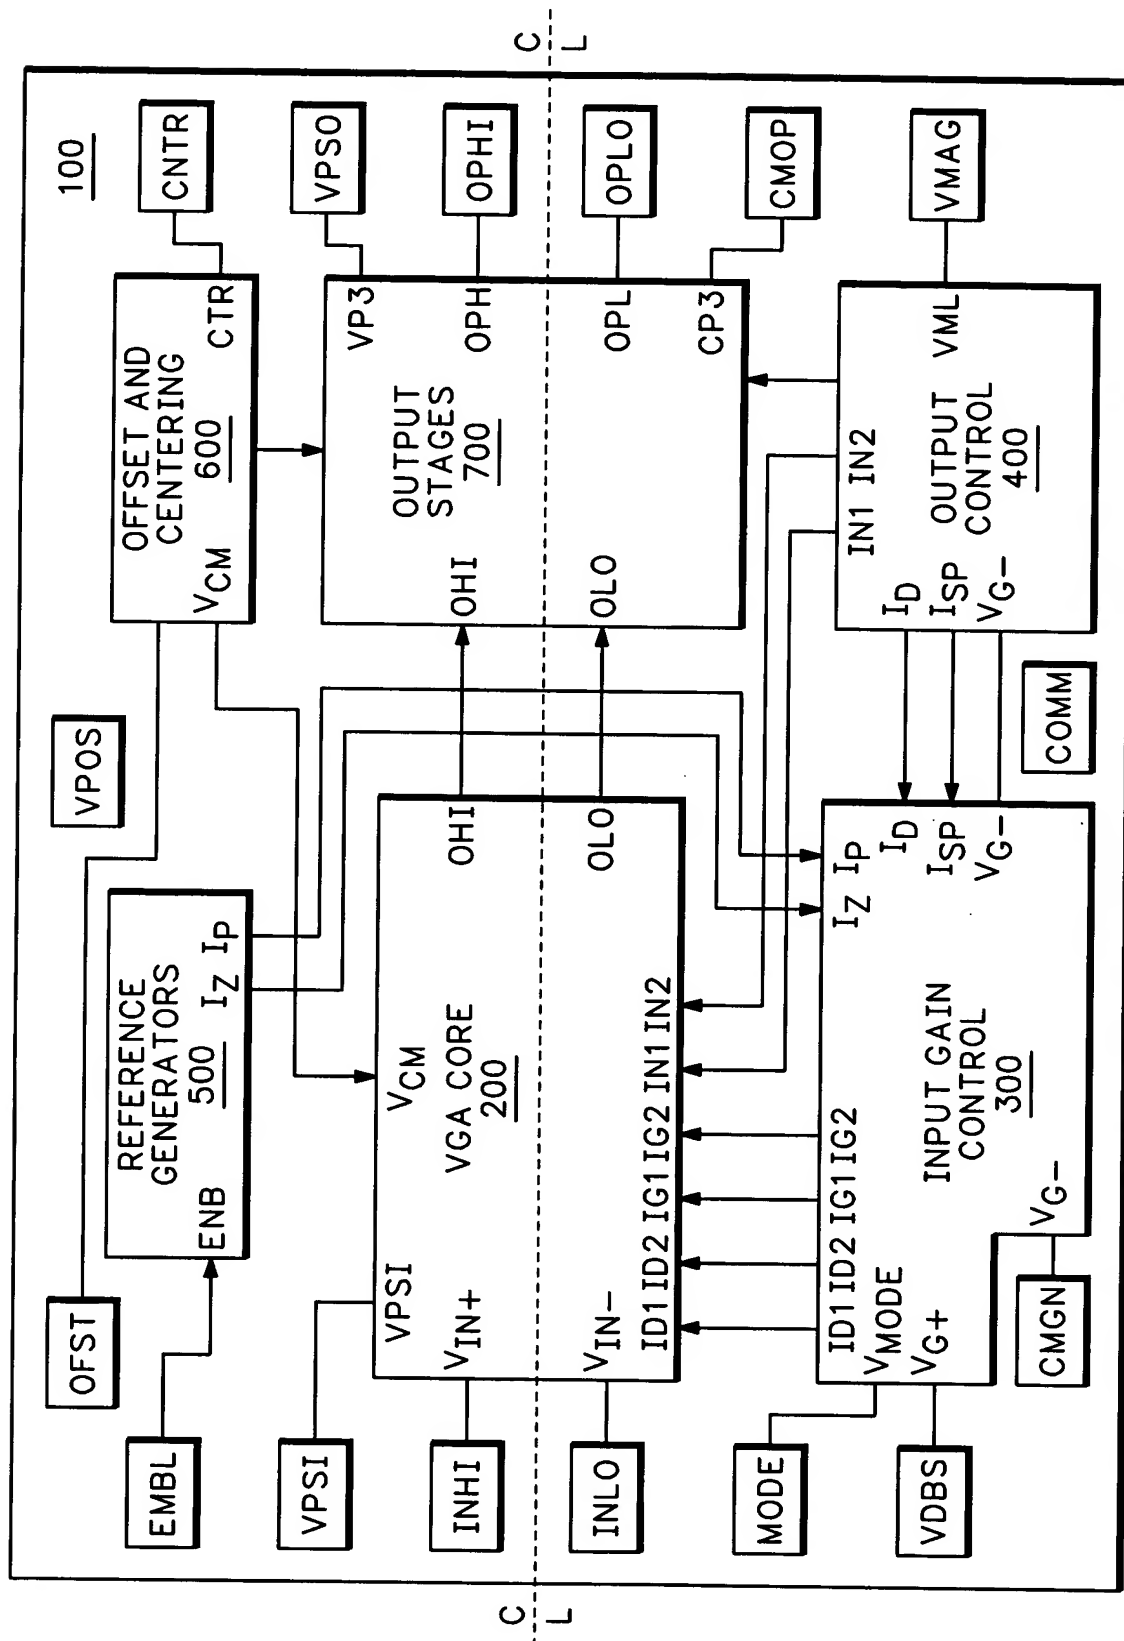 100
CNTR
VPSO
OPHI
C
L
OPLO
CMOP
VMAG
OFFSET AND
CENTERING
600
CTR
VCM
VP3
OPH
OPL
CP3
OUTPUT
STAGES
700
OHI
OLO
VML
OUTPUT
CONTROL
400
IN1 IN2
ID
ISP
VG-
VPOS
COMM
REFERENCE
GENERATORS
500
IZ IP
ENB
OHI
OLO
VCM
VGA CORE
200
VPSI
VIN+
VIN-
ID1 ID2 IG1 IG2 IN1 IN2
IZ IP
ID
ISP
VG-
INPUT GAIN
CONTROL
300
ID1 ID2 IG1 IG2
VMODE
VG+
VG-
OFST
EMBL
VPSI
INHI
INLO
MODE
VDBS
CMGN
C
L